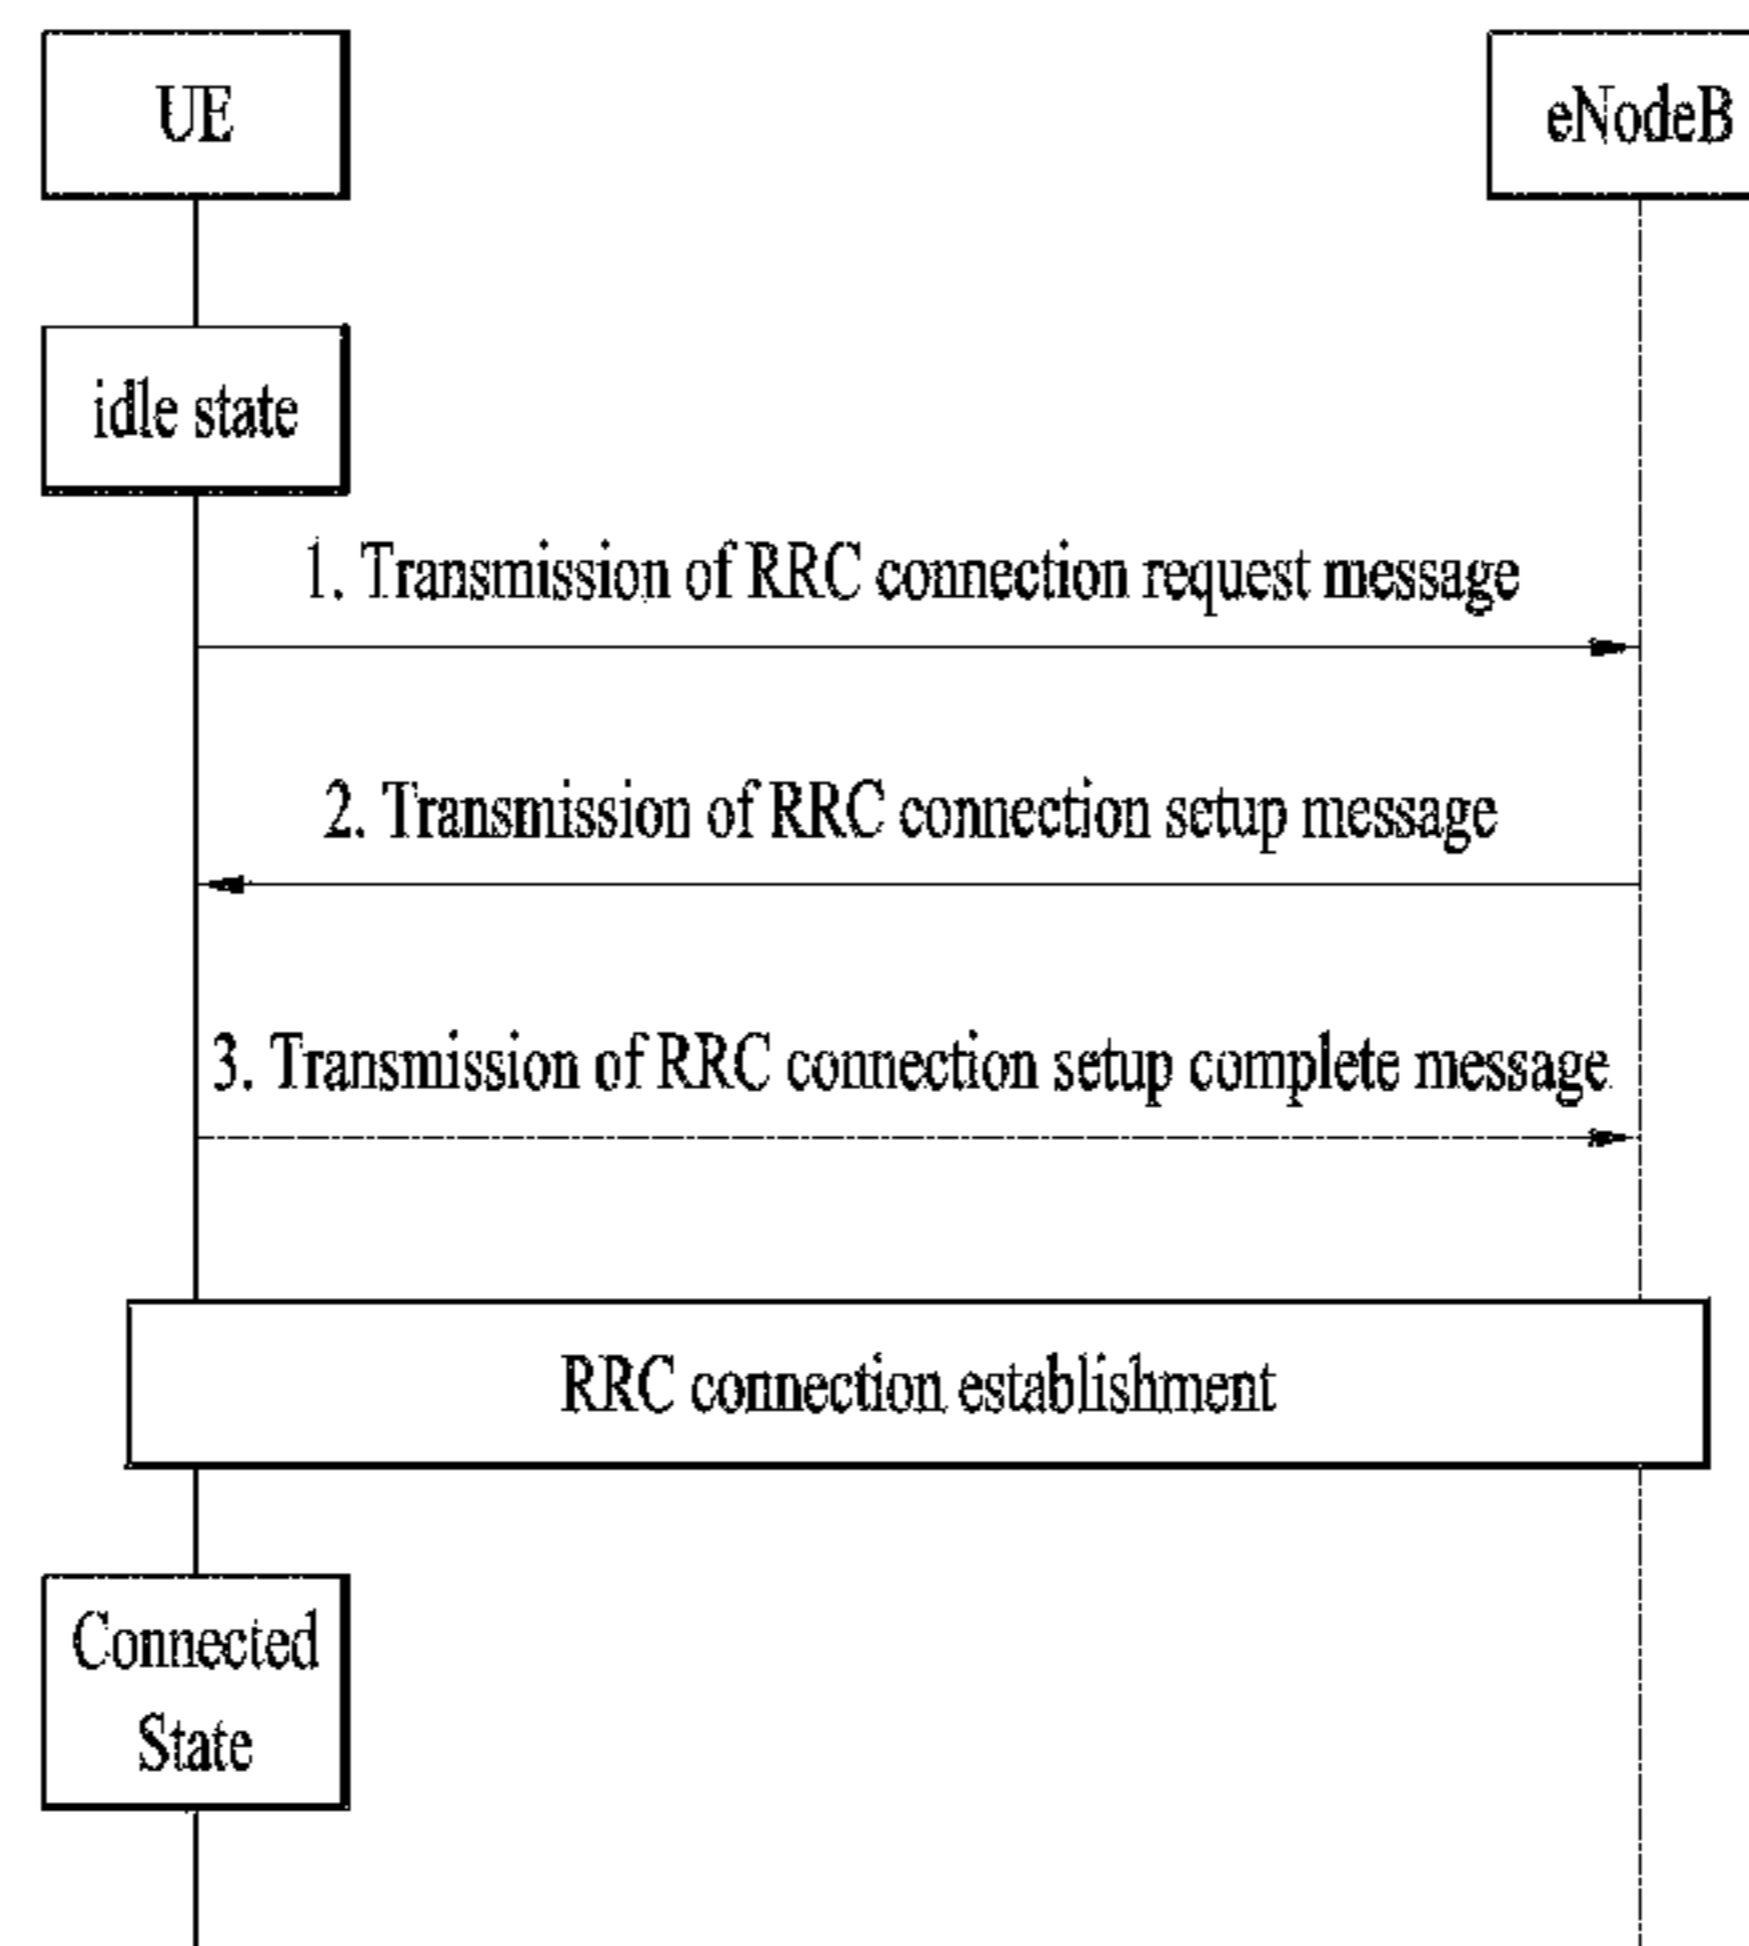 UE
eNodeB
idle state
1. Transmission of RRC connection request message
2. Transmission of RRC connection setup message
3. Transmission of RRC connection setup complete message
RRC connection establishment
Connected
State